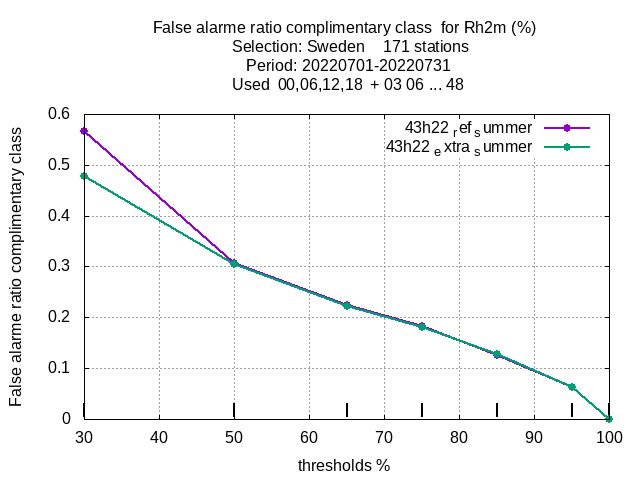 False alarme ratio complimentary class  for Rh2m (%)
Selection: Sweden    171 stations
Period: 20220701-20220731
Used  00,06,12,18  + 03 06 ... 48
43h22 ref summer
43h22 extra summer
False alarme ratio complimentary class
0.6
0.5
0.4
0.3
0.2
0.1
0
30 40 50 60 70 80 90 100
thresholds %